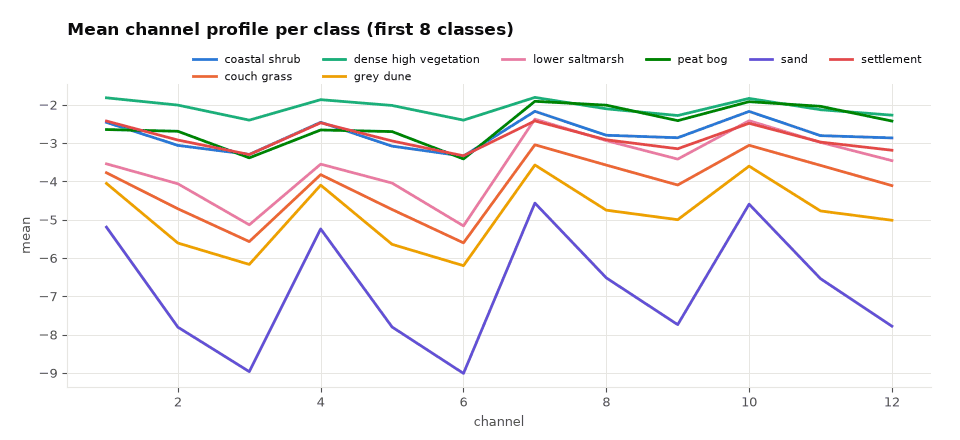 Mean channel profile per class (first 8 classes)
coastal shrub dense high vegetation lower saltmarsh peat bog sand settlement
couch grass grey dune
−2
−3
−4
−5
−6
−7
−8
−9
mean
2 4 6 8 10 12
channel